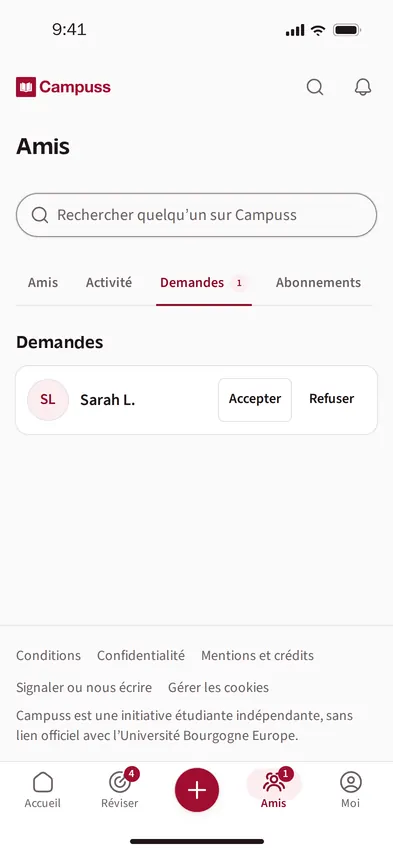 9:41
Campuss
Amis
Rechercher quelqu’un sur Campuss
Amis Activité Demandes 1 Abonnements
Demandes
SL Sarah L. Accepter Refuser
Conditions Confidentialité Mentions et crédits
Signaler ou nous écrire Gérer les cookies
Campuss est une initiative étudiante indépendante, sans
lien officiel avec l’Université Bourgogne Europe.
4 1
Accueil Réviser Amis Moi